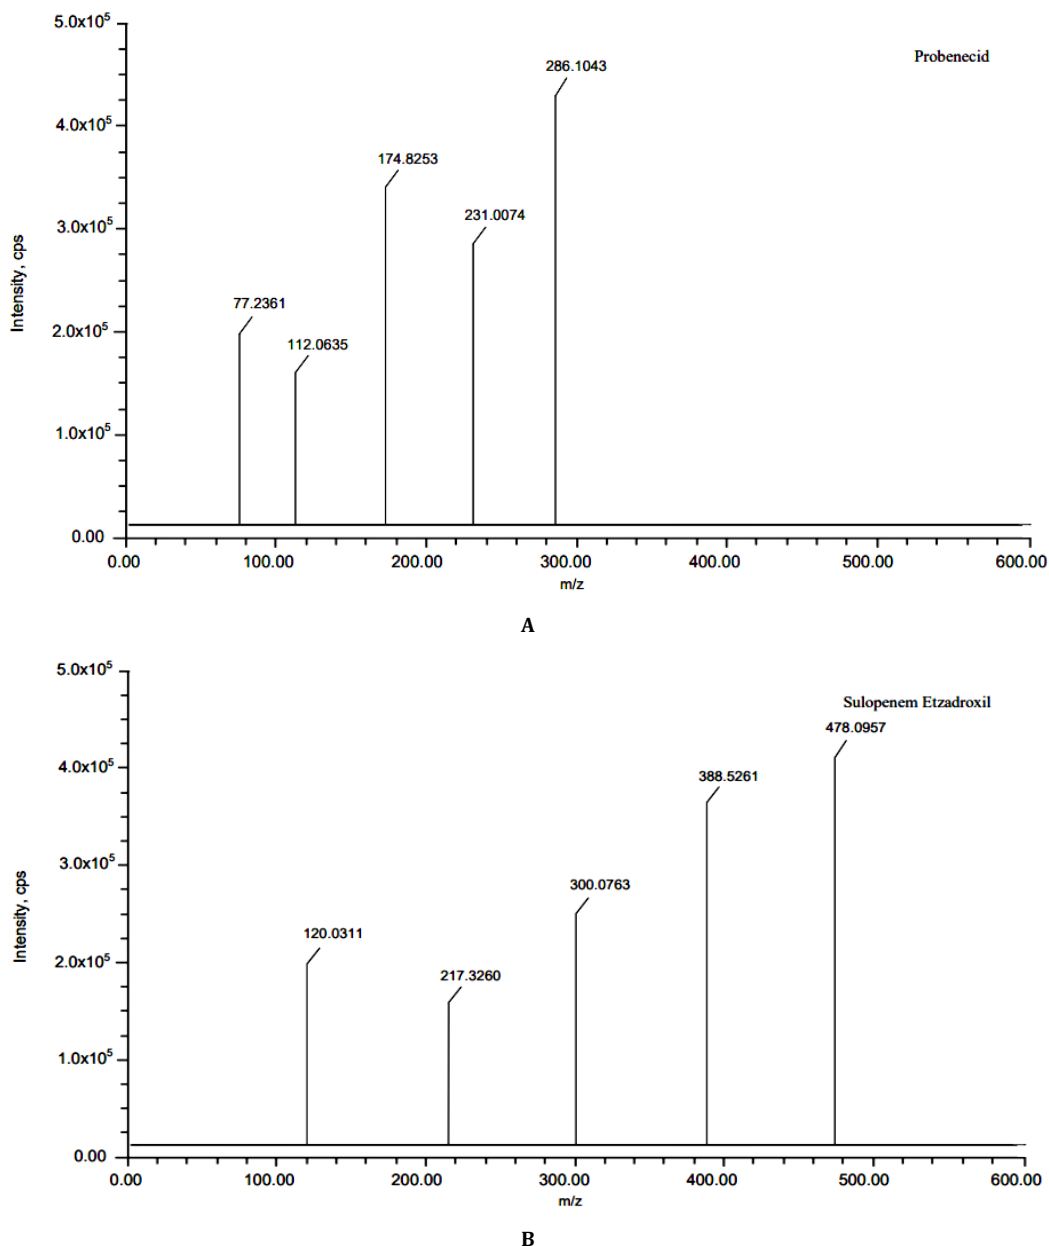 5.0x10⁵
Probenecid
286.1043
4.0x10⁵
174.8253
3.0x10⁵
231.0074
Intensity, cps
77.2361
2.0x10⁵
112.0635
1.0x10⁵
0.00
0.00 100.00 200.00 300.00 400.00 500.00 600.00
m/z
A
5.0x10⁵
Sulopenem Etzadroxil
478.0957
4.0x10⁵
388.5261
3.0x10⁵
300.0763
Intensity, cps
120.0311
2.0x10⁵
217.3260
1.0x10⁵
0.00
0.00 100.00 200.00 300.00 400.00 500.00 600.00
m/z
B